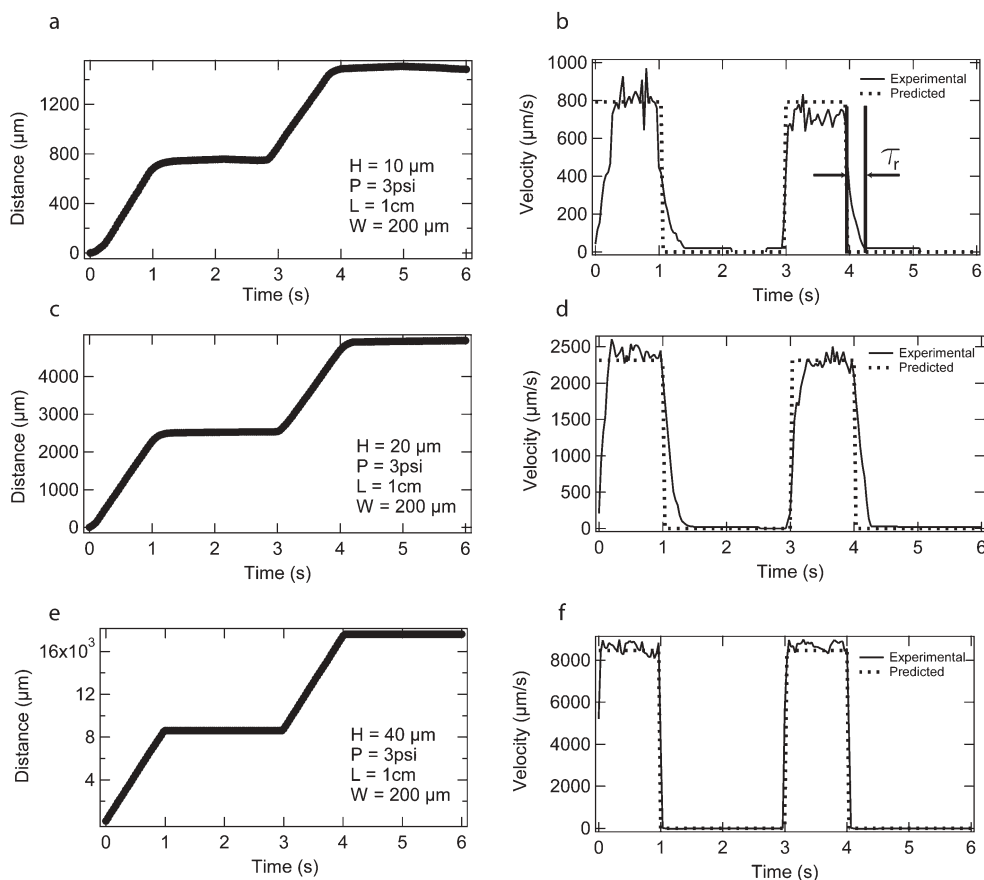 a
Distance (µm)
1200
800
400
0
H = 10 µm
P = 3psi
L = 1cm
W = 200 µm
0 1 2 3 4 5 6
Time (s)
b
Velocity (µm/s)
1000
800
600
400
200
0
Experimental
Predicted
τr
0 1 2 3 4 5 6
Time (s)
c
Distance (µm)
4000
3000
2000
1000
0
H = 20 µm
P = 3psi
L = 1cm
W = 200 µm
0 1 2 3 4 5 6
Time (s)
d
Velocity (µm/s)
2500
2000
1500
1000
500
0
Experimental
Predicted
0 1 2 3 4 5 6
Time (s)
e
Distance (µm)
16x10³
12
8
4
H = 40 µm
P = 3psi
L = 1cm
W = 200 µm
0 1 2 3 4 5 6
Time (s)
f
Velocity (µm/s)
8000
6000
4000
2000
0
Experimental
Predicted
0 1 2 3 4 5 6
Time (s)